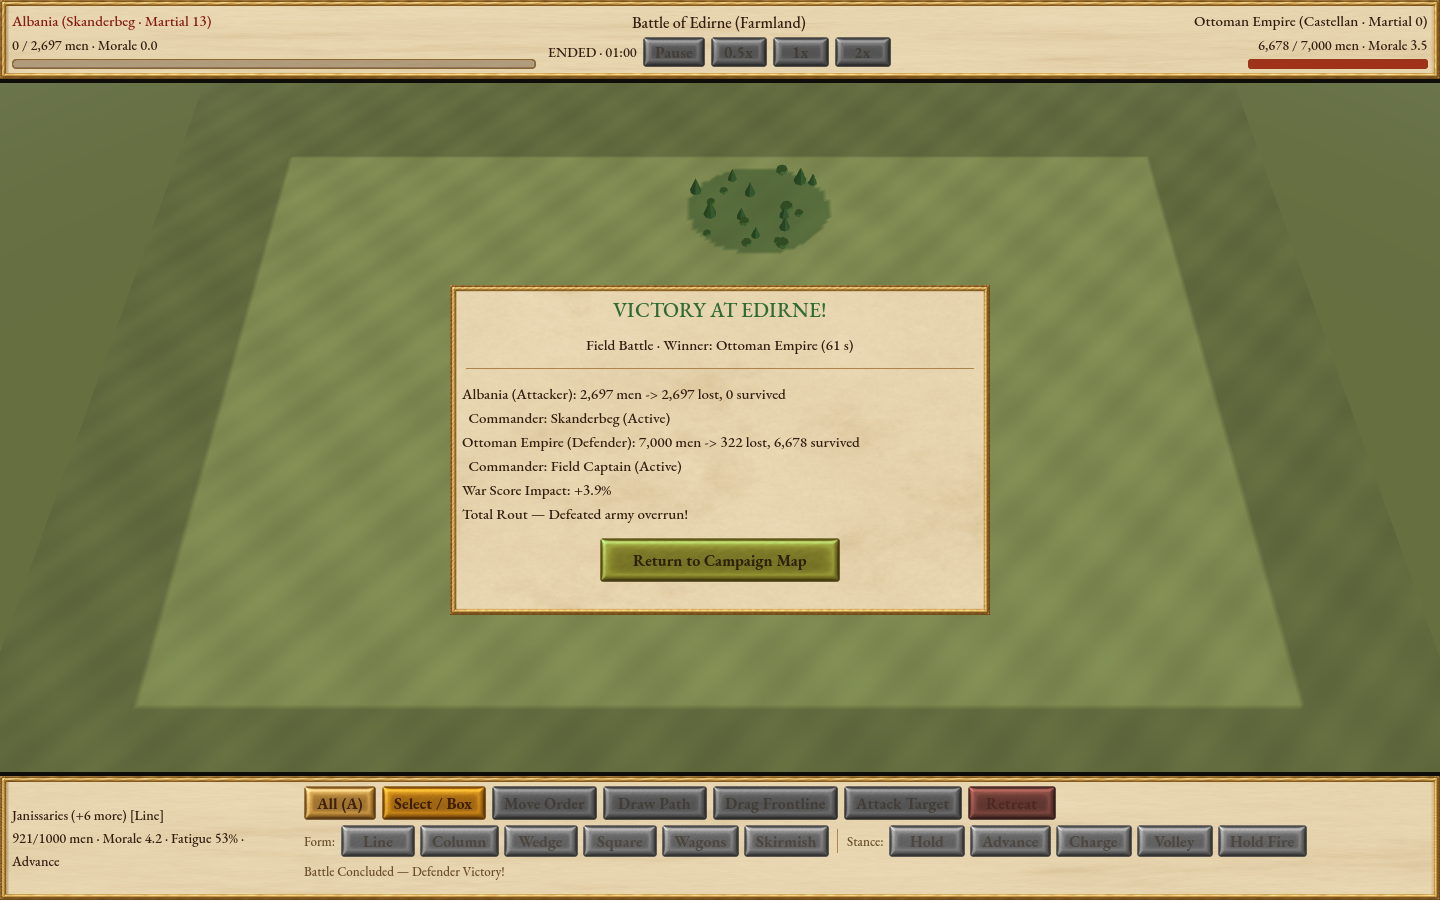 Albania (Skanderbeg · Martial 13)
0 / 2,697 men · Morale 0.0
Battle of Edirne (Farmland)
ENDED · 01:00
Pause
0.5x
1x
2x
Ottoman Empire (Castellan · Martial 0)
6,678 / 7,000 men · Morale 3.5
VICTORY AT EDIRNE!
Field Battle · Winner: Ottoman Empire (61 s)
Albania (Attacker): 2,697 men -> 2,697 lost, 0 survived
Commander: Skanderbeg (Active)
Ottoman Empire (Defender): 7,000 men -> 322 lost, 6,678 survived
Commander: Field Captain (Active)
War Score Impact: +3.9%
Total Rout — Defeated army overrun!
Return to Campaign Map
Janissaries (+6 more) [Line]
921/1000 men · Morale 4.2 · Fatigue 53% ·
Advance
All (A)
Select / Box
Move Order
Draw Path
Drag Frontline
Attack Target
Retreat
Form:
Line
Column
Wedge
Square
Wagons
Skirmish
Stance:
Hold
Advance
Charge
Volley
Hold Fire
Battle Concluded — Defender Victory!